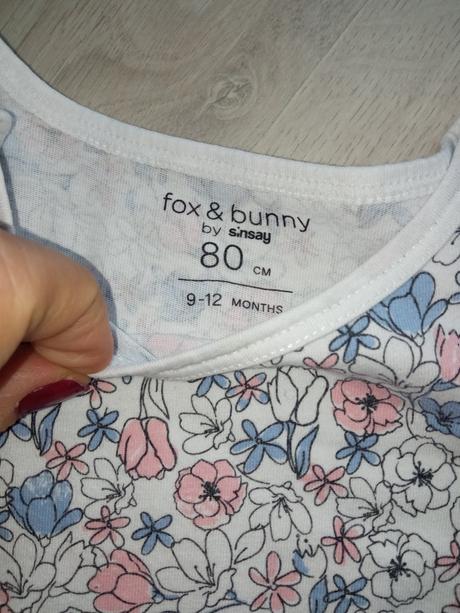 fox & bunny
by sinsay
80 CM
9-12 MONTHS